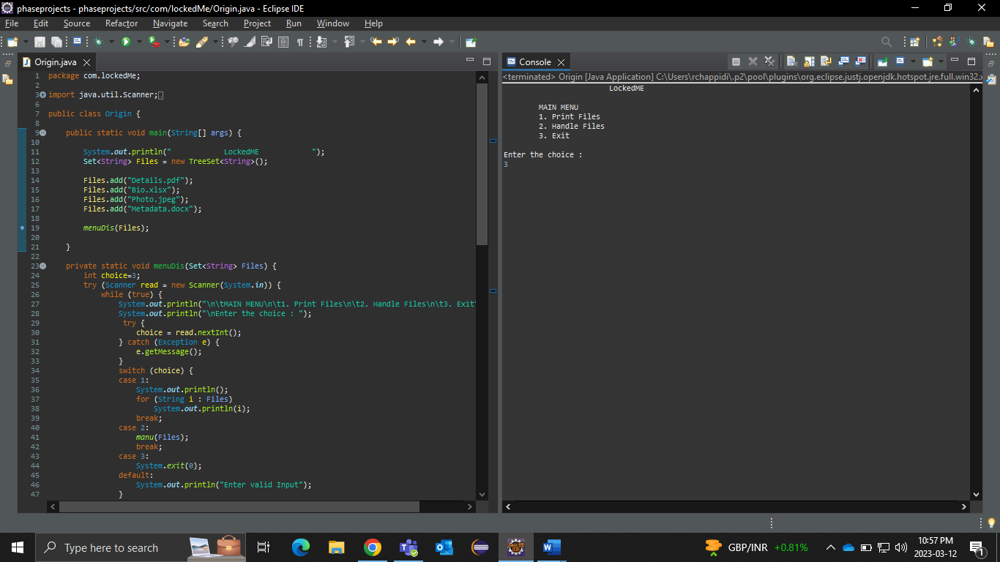 phaseprojects - phaseprojects/src/com/lockedMe/Origin.java - Eclipse IDE
File Edit Source Refactor Navigate Search Project Run Window Help
Origin.java
1 package com.lockedMe;
2
3 import java.util.Scanner;
6
7 public class Origin {
8
9 public static void main(String[] args) {
10
11 System.out.println("            LockedME            ");
12 Set<String> Files = new TreeSet<String>();
13
14 Files.add("Details.pdf");
15 Files.add("Bio.xlsx");
16 Files.add("Photo.jpeg");
17 Files.add("Metadata.docx");
18
19 menuDis(Files);
20
21 }
22
23 private static void menuDis(Set<String> Files) {
24 int choice=3;
25 try (Scanner read = new Scanner(System.in)) {
26 while (true) {
27 System.out.println("\n\tMAIN MENU\n\t1. Print Files\n\t2. Handle Files\n\t3. Exit"
28 System.out.println("\nEnter the choice : ");
29 try {
30 choice = read.nextInt();
31 } catch (Exception e) {
32 e.getMessage();
33 }
34 switch (choice) {
35 case 1:
36 System.out.println();
37 for (String i : Files)
38 System.out.println(i);
39 break;
40 case 2:
41 manu(Files);
42 break;
43 case 3:
44 System.exit(0);
45 default:
46 System.out.println("Enter valid Input");
47 }
Console
<terminated> Origin [Java Application] C:\Users\rchappidi\.p2\pool\plugins\org.eclipse.justj.openjdk.hotspot.jre.full.win32.x
LockedME
MAIN MENU
1. Print Files
2. Handle Files
3. Exit
Enter the choice :
3
Type here to search
GBP/INR +0.81%
10:57 PM
2023-03-12
1